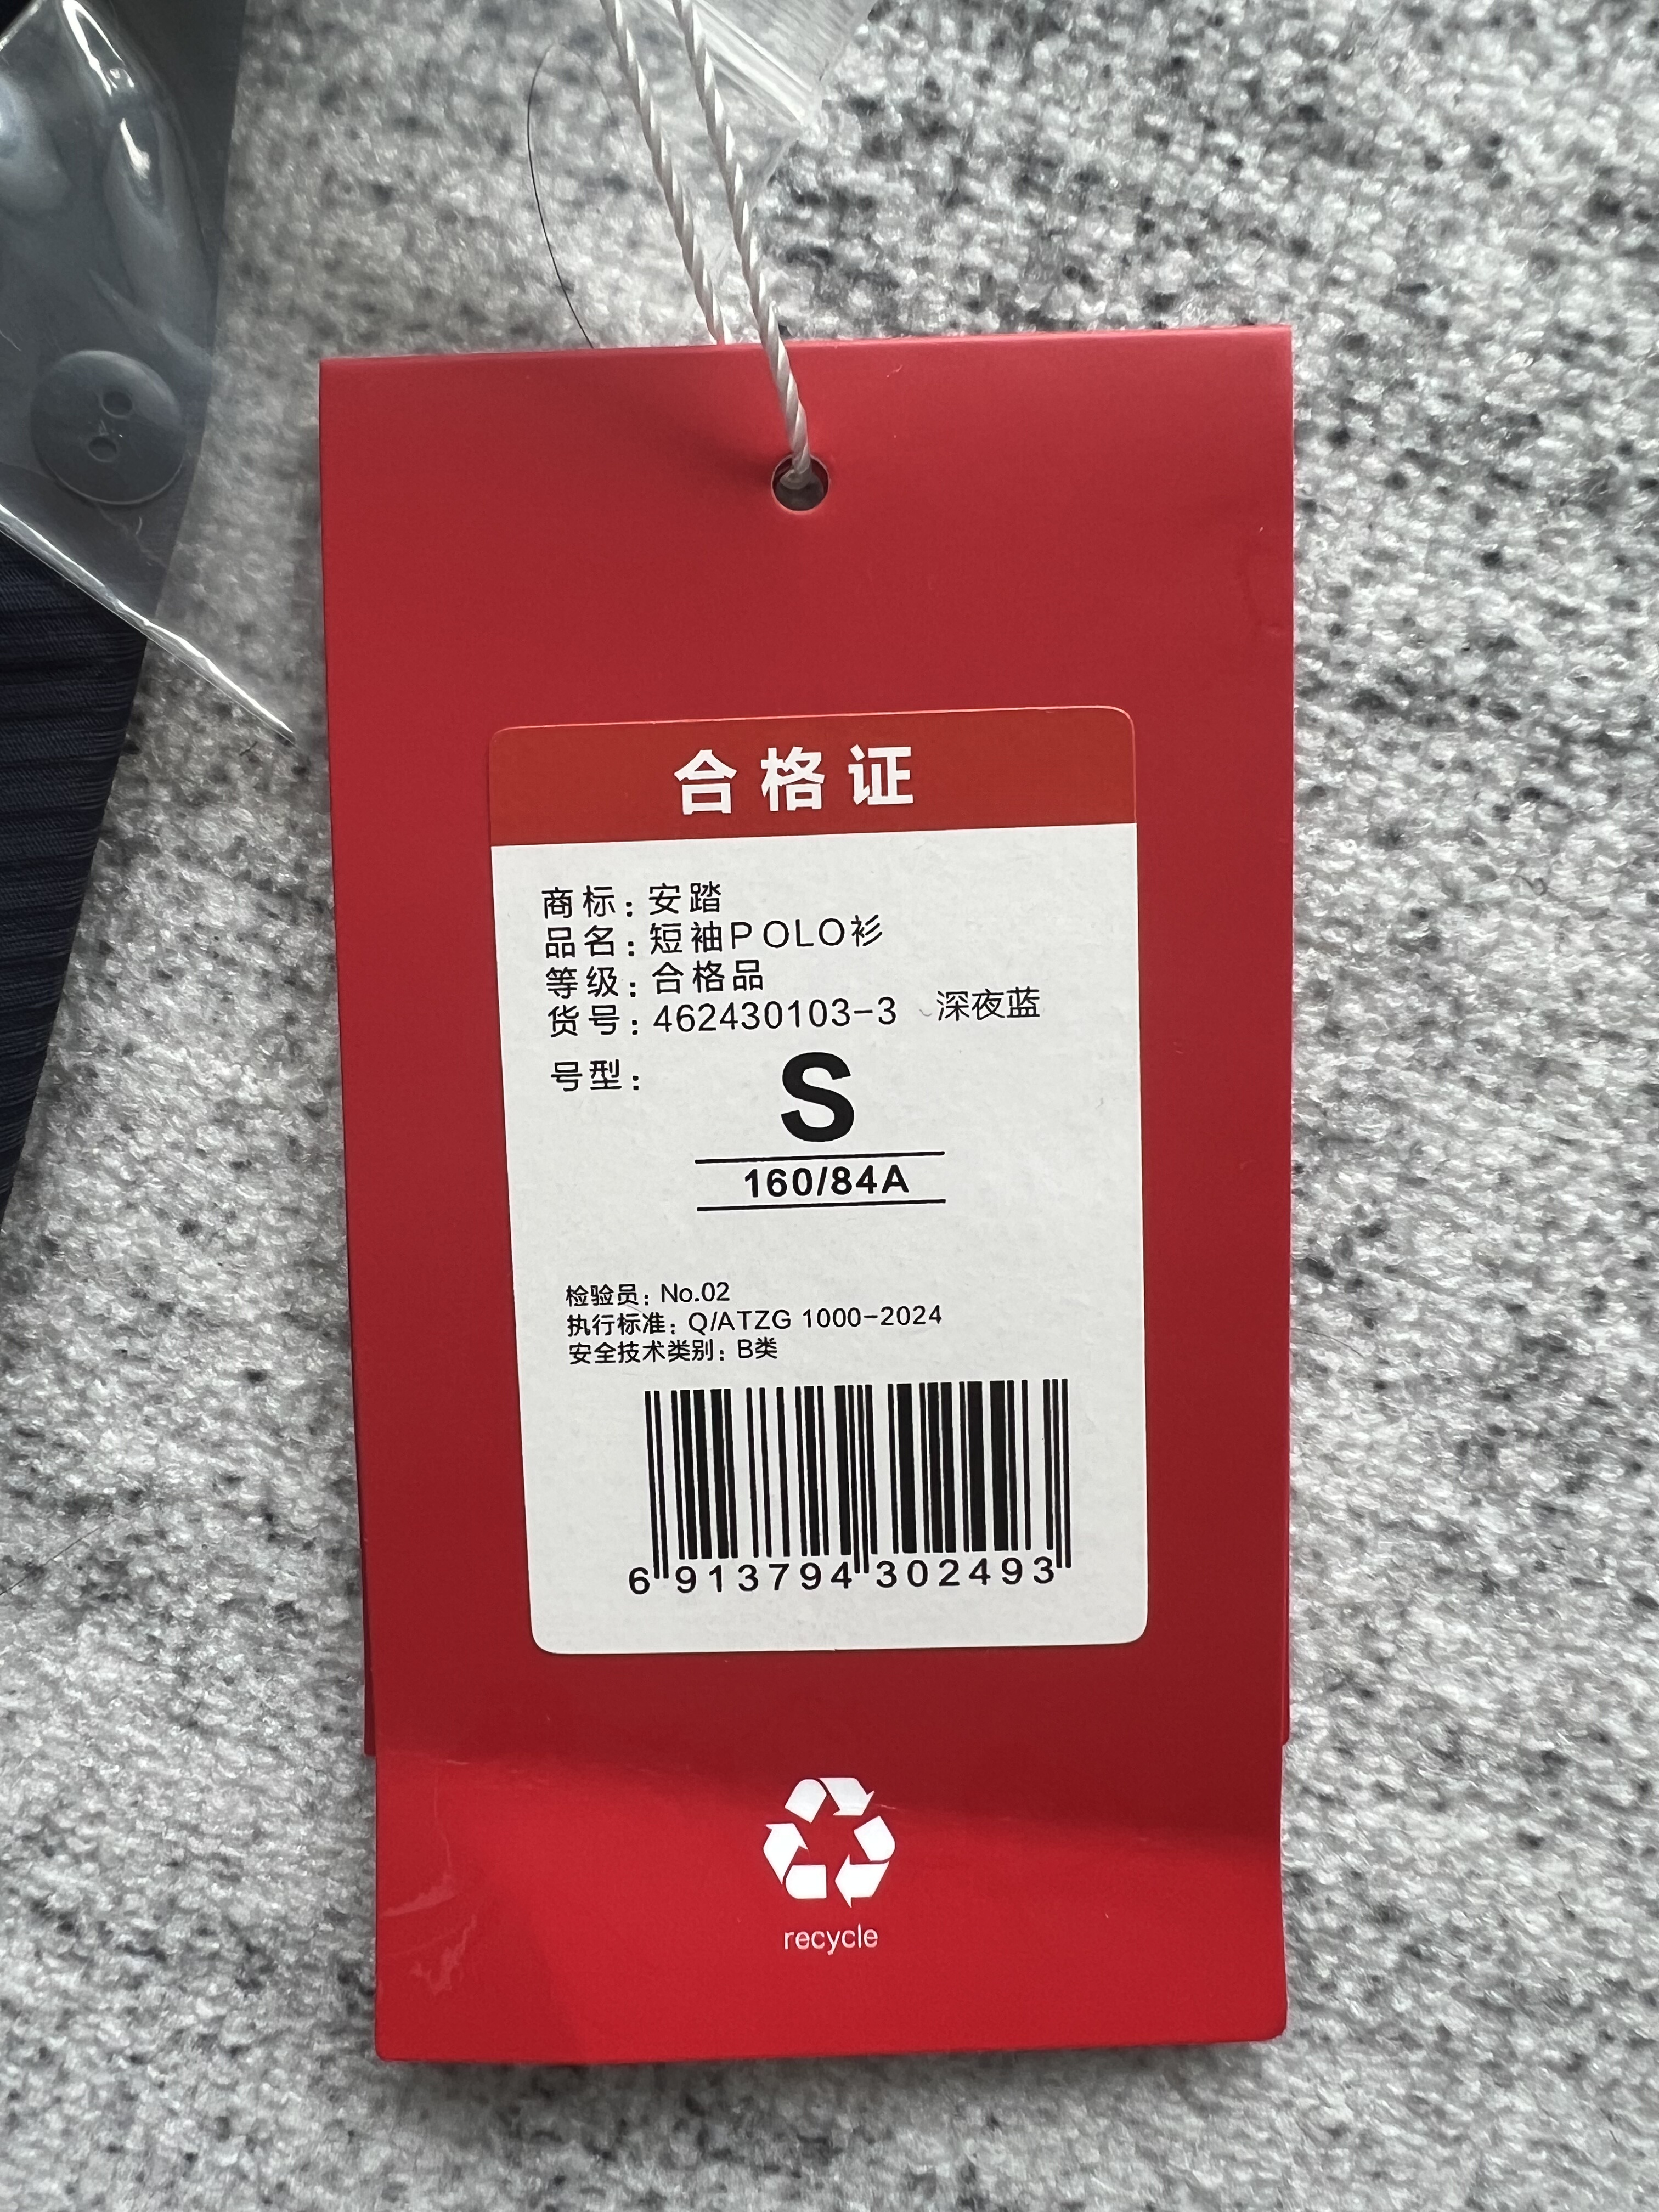 合格证
商标：安踏
品名：短袖POLO衫
等级：合格品
货号：462430103-3 深夜蓝
号型：
S
160/84A
检验员：No.02
执行标准：Q/ATZG 1000-2024
安全技术类别：B类
6 913794 302493
recycle